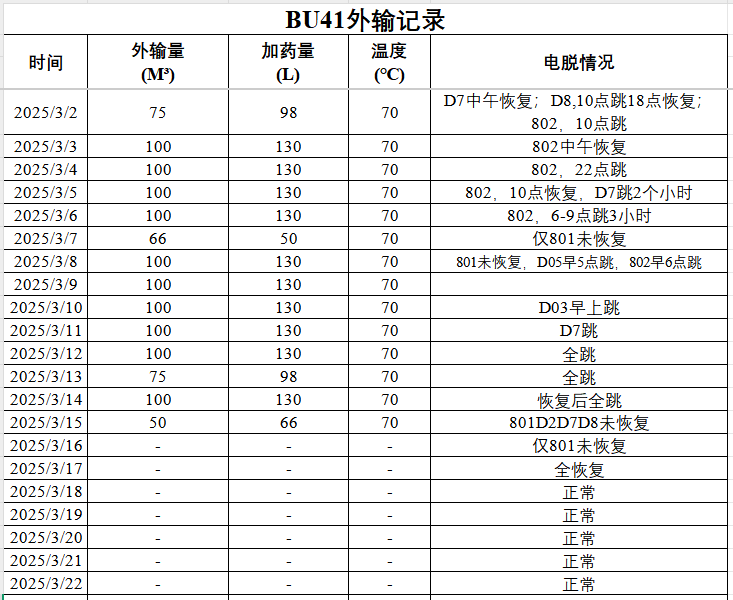 BU41外输记录
时间 外输量 (M³) 加药量 (L) 温度 (℃) 电脱情况
2025/3/2 75 98 70 D7中午恢复；D8,10点跳18点恢复；
802，10点跳
2025/3/3 100 130 70 802中午恢复
2025/3/4 100 130 70 802，22点跳
2025/3/5 100 130 70 802，10点恢复，D7跳2个小时
2025/3/6 100 130 70 802，6-9点跳3小时
2025/3/7 66 50 70 仅801未恢复
2025/3/8 100 130 70 801未恢复，D05早5点跳，802早6点跳
2025/3/9 100 130 70
2025/3/10 100 130 70 D03早上跳
2025/3/11 100 130 70 D7跳
2025/3/12 100 130 70 全跳
2025/3/13 75 98 70 全跳
2025/3/14 100 130 70 恢复后全跳
2025/3/15 50 66 70 801D2D7D8未恢复
2025/3/16 - - - 仅801未恢复
2025/3/17 - - - 全恢复
2025/3/18 - - - 正常
2025/3/19 - - - 正常
2025/3/20 - - - 正常
2025/3/21 - - - 正常
2025/3/22 - - - 正常